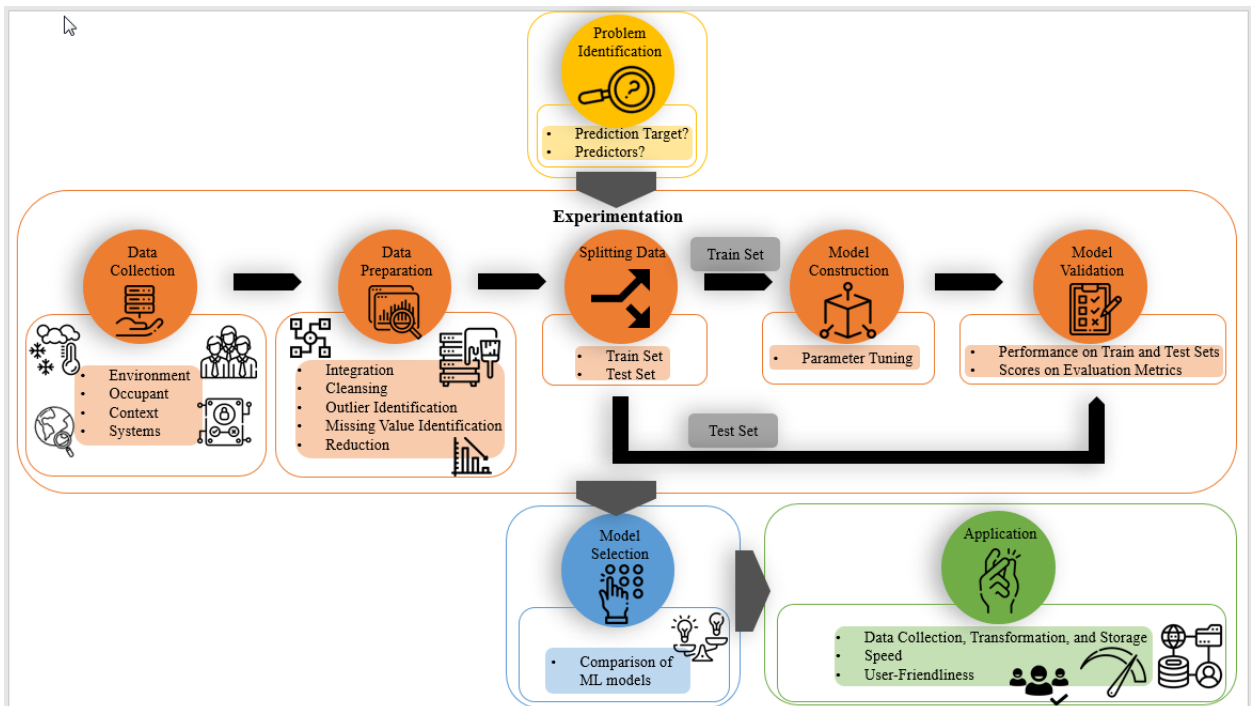 Problem
Identification
?
• Prediction Target?
• Predictors?
Experimentation
Data
Collection
• Environment
• Occupant
• Context
• Systems
Data
Preparation
• Integration
• Cleansing
• Outlier Identification
• Missing Value Identification
• Reduction
Splitting Data
• Train Set
• Test Set
Train Set
Model
Construction
• Parameter Tuning
Model
Validation
• Performance on Train and Test Sets
• Scores on Evaluation Metrics
Test Set
Model
Selection
• Comparison of
ML models
Application
• Data Collection, Transformation, and Storage
• Speed
• User-Friendliness